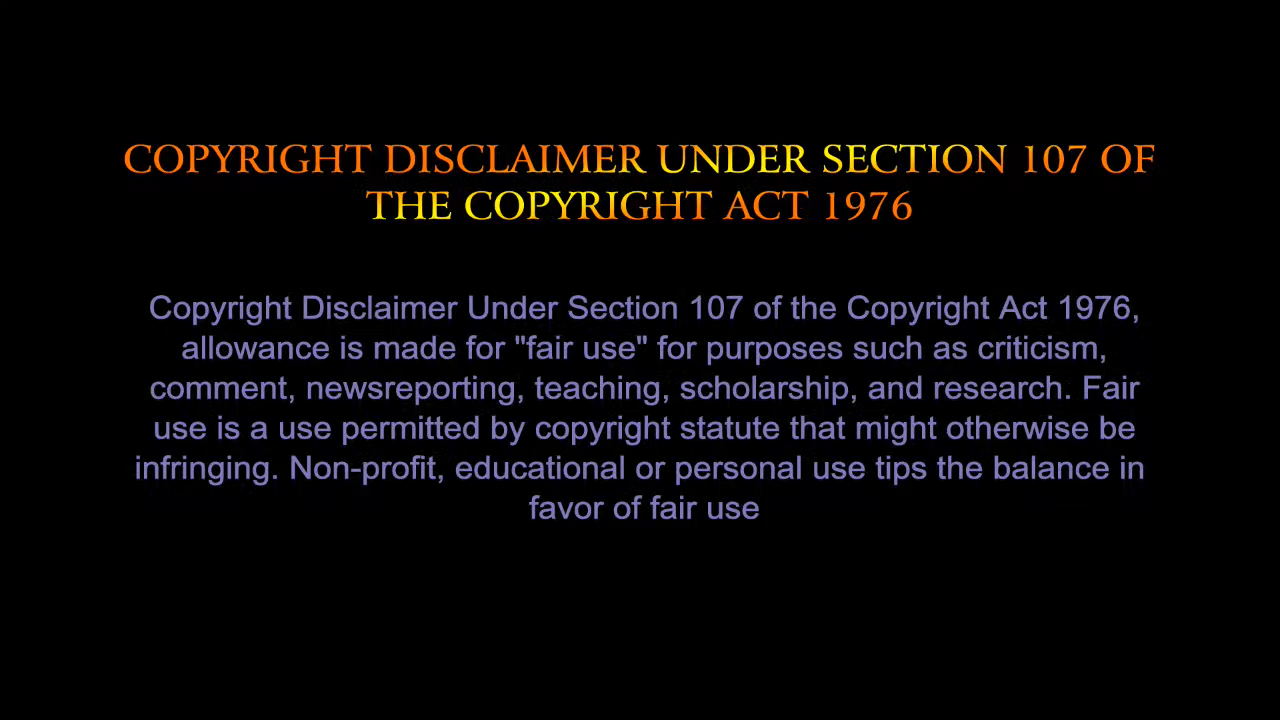 COPYRIGHT DISCLAIMER UNDER SECTION 107 OF
THE COPYRIGHT ACT 1976
Copyright Disclaimer Under Section 107 of the Copyright Act 1976,
allowance is made for "fair use" for purposes such as criticism,
comment, newsreporting, teaching, scholarship, and research. Fair
use is a use permitted by copyright statute that might otherwise be
infringing. Non-profit, educational or personal use tips the balance in
favor of fair use